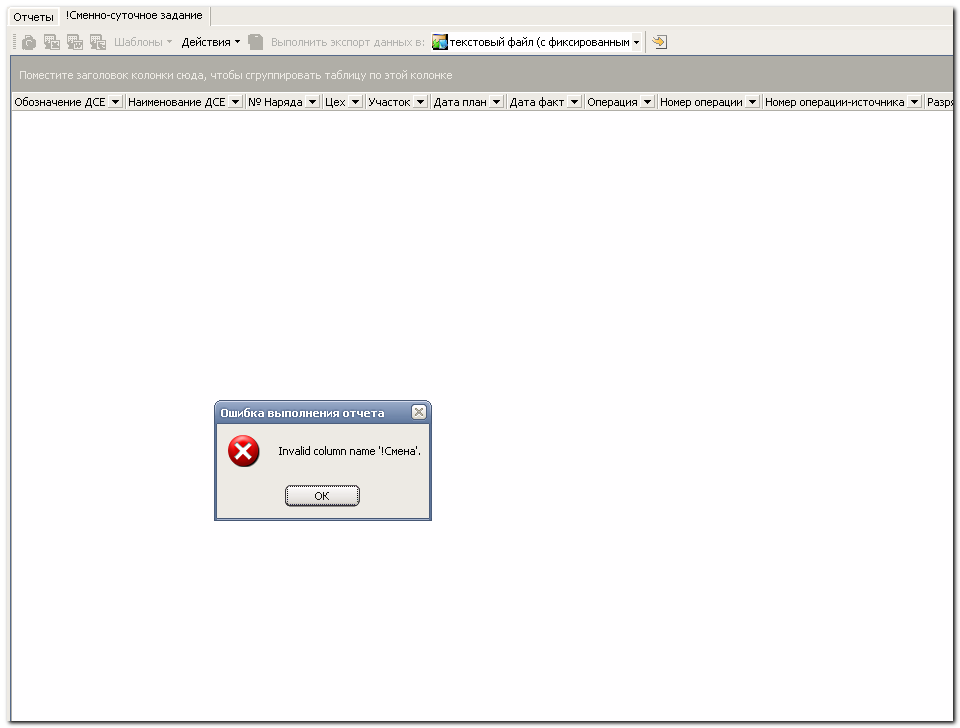 Отчеты !Сменно-суточное задание
Шаблоны Действия Выполнить экспорт данных в: текстовый файл (с фиксированным
Поместите заголовок колонки сюда, чтобы сгруппировать таблицу по этой колонке
Обозначение ДСЕ Наименование ДСЕ № Наряда Цех Участок Дата план Дата факт Операция Номер операции Номер операции-источника Разря
Ошибка выполнения отчета
Invalid column name '!Смена'.
OK